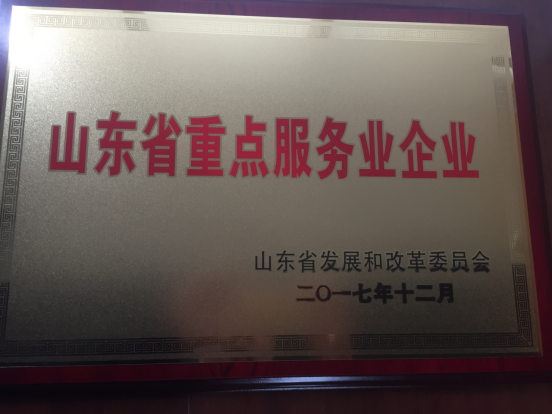 山东省重点服务业企业
山东省发展和改革委员会
二〇一七年十二月